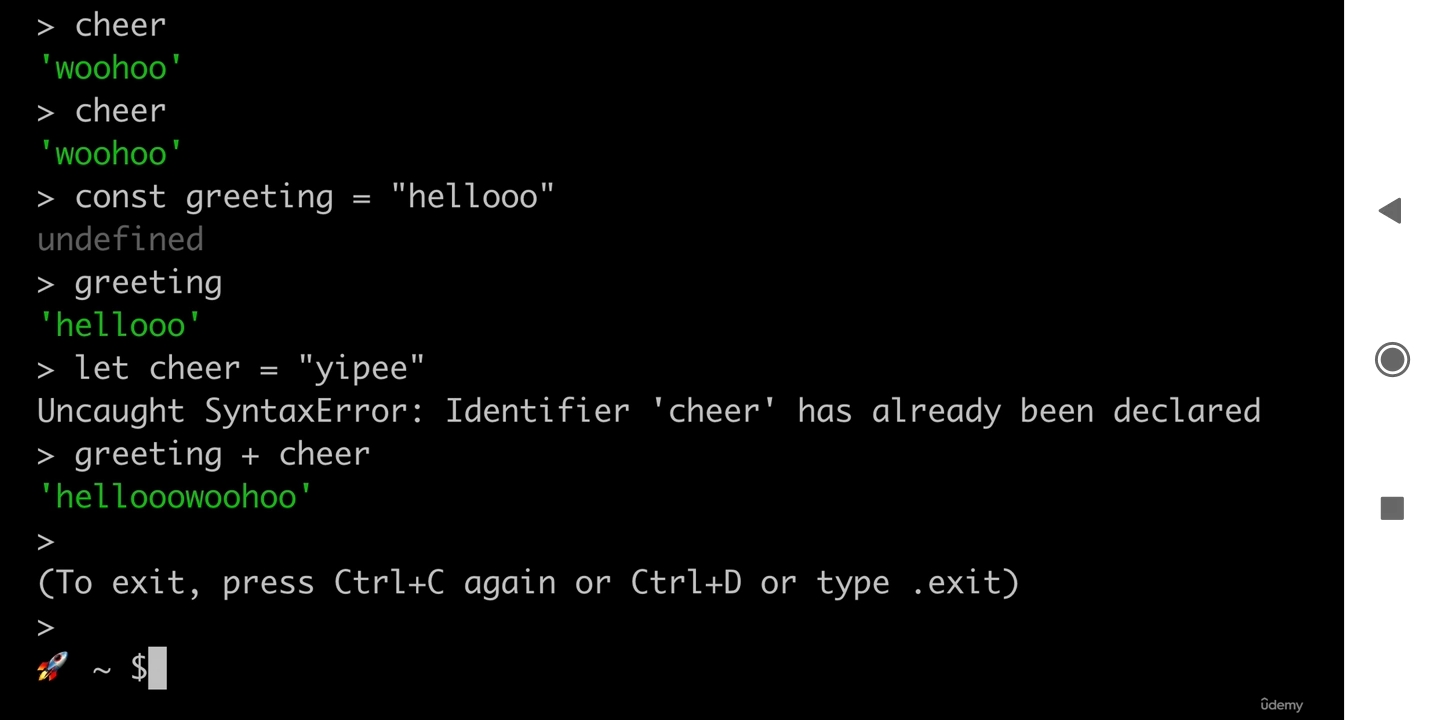 > cheer
'woohoo'
> cheer
'woohoo'
> const greeting = "hellooo"
undefined
> greeting
'hellooo'
> let cheer = "yipee"
Uncaught SyntaxError: Identifier 'cheer' has already been declared
> greeting + cheer
'hellooowoohoo'
>
(To exit, press Ctrl+C again or Ctrl+D or type .exit)
>
🚀 ~ $
ûdemy